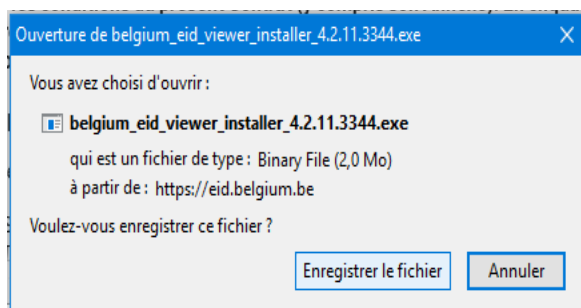 Ouverture de belgium_eid_viewer_installer_4.2.11.3344.exe
Vous avez choisi d'ouvrir :
belgium_eid_viewer_installer_4.2.11.3344.exe
qui est un fichier de type : Binary File (2,0 Mo)
à partir de : https://eid.belgium.be
Voulez-vous enregistrer ce fichier ?
Enregistrer le fichier Annuler